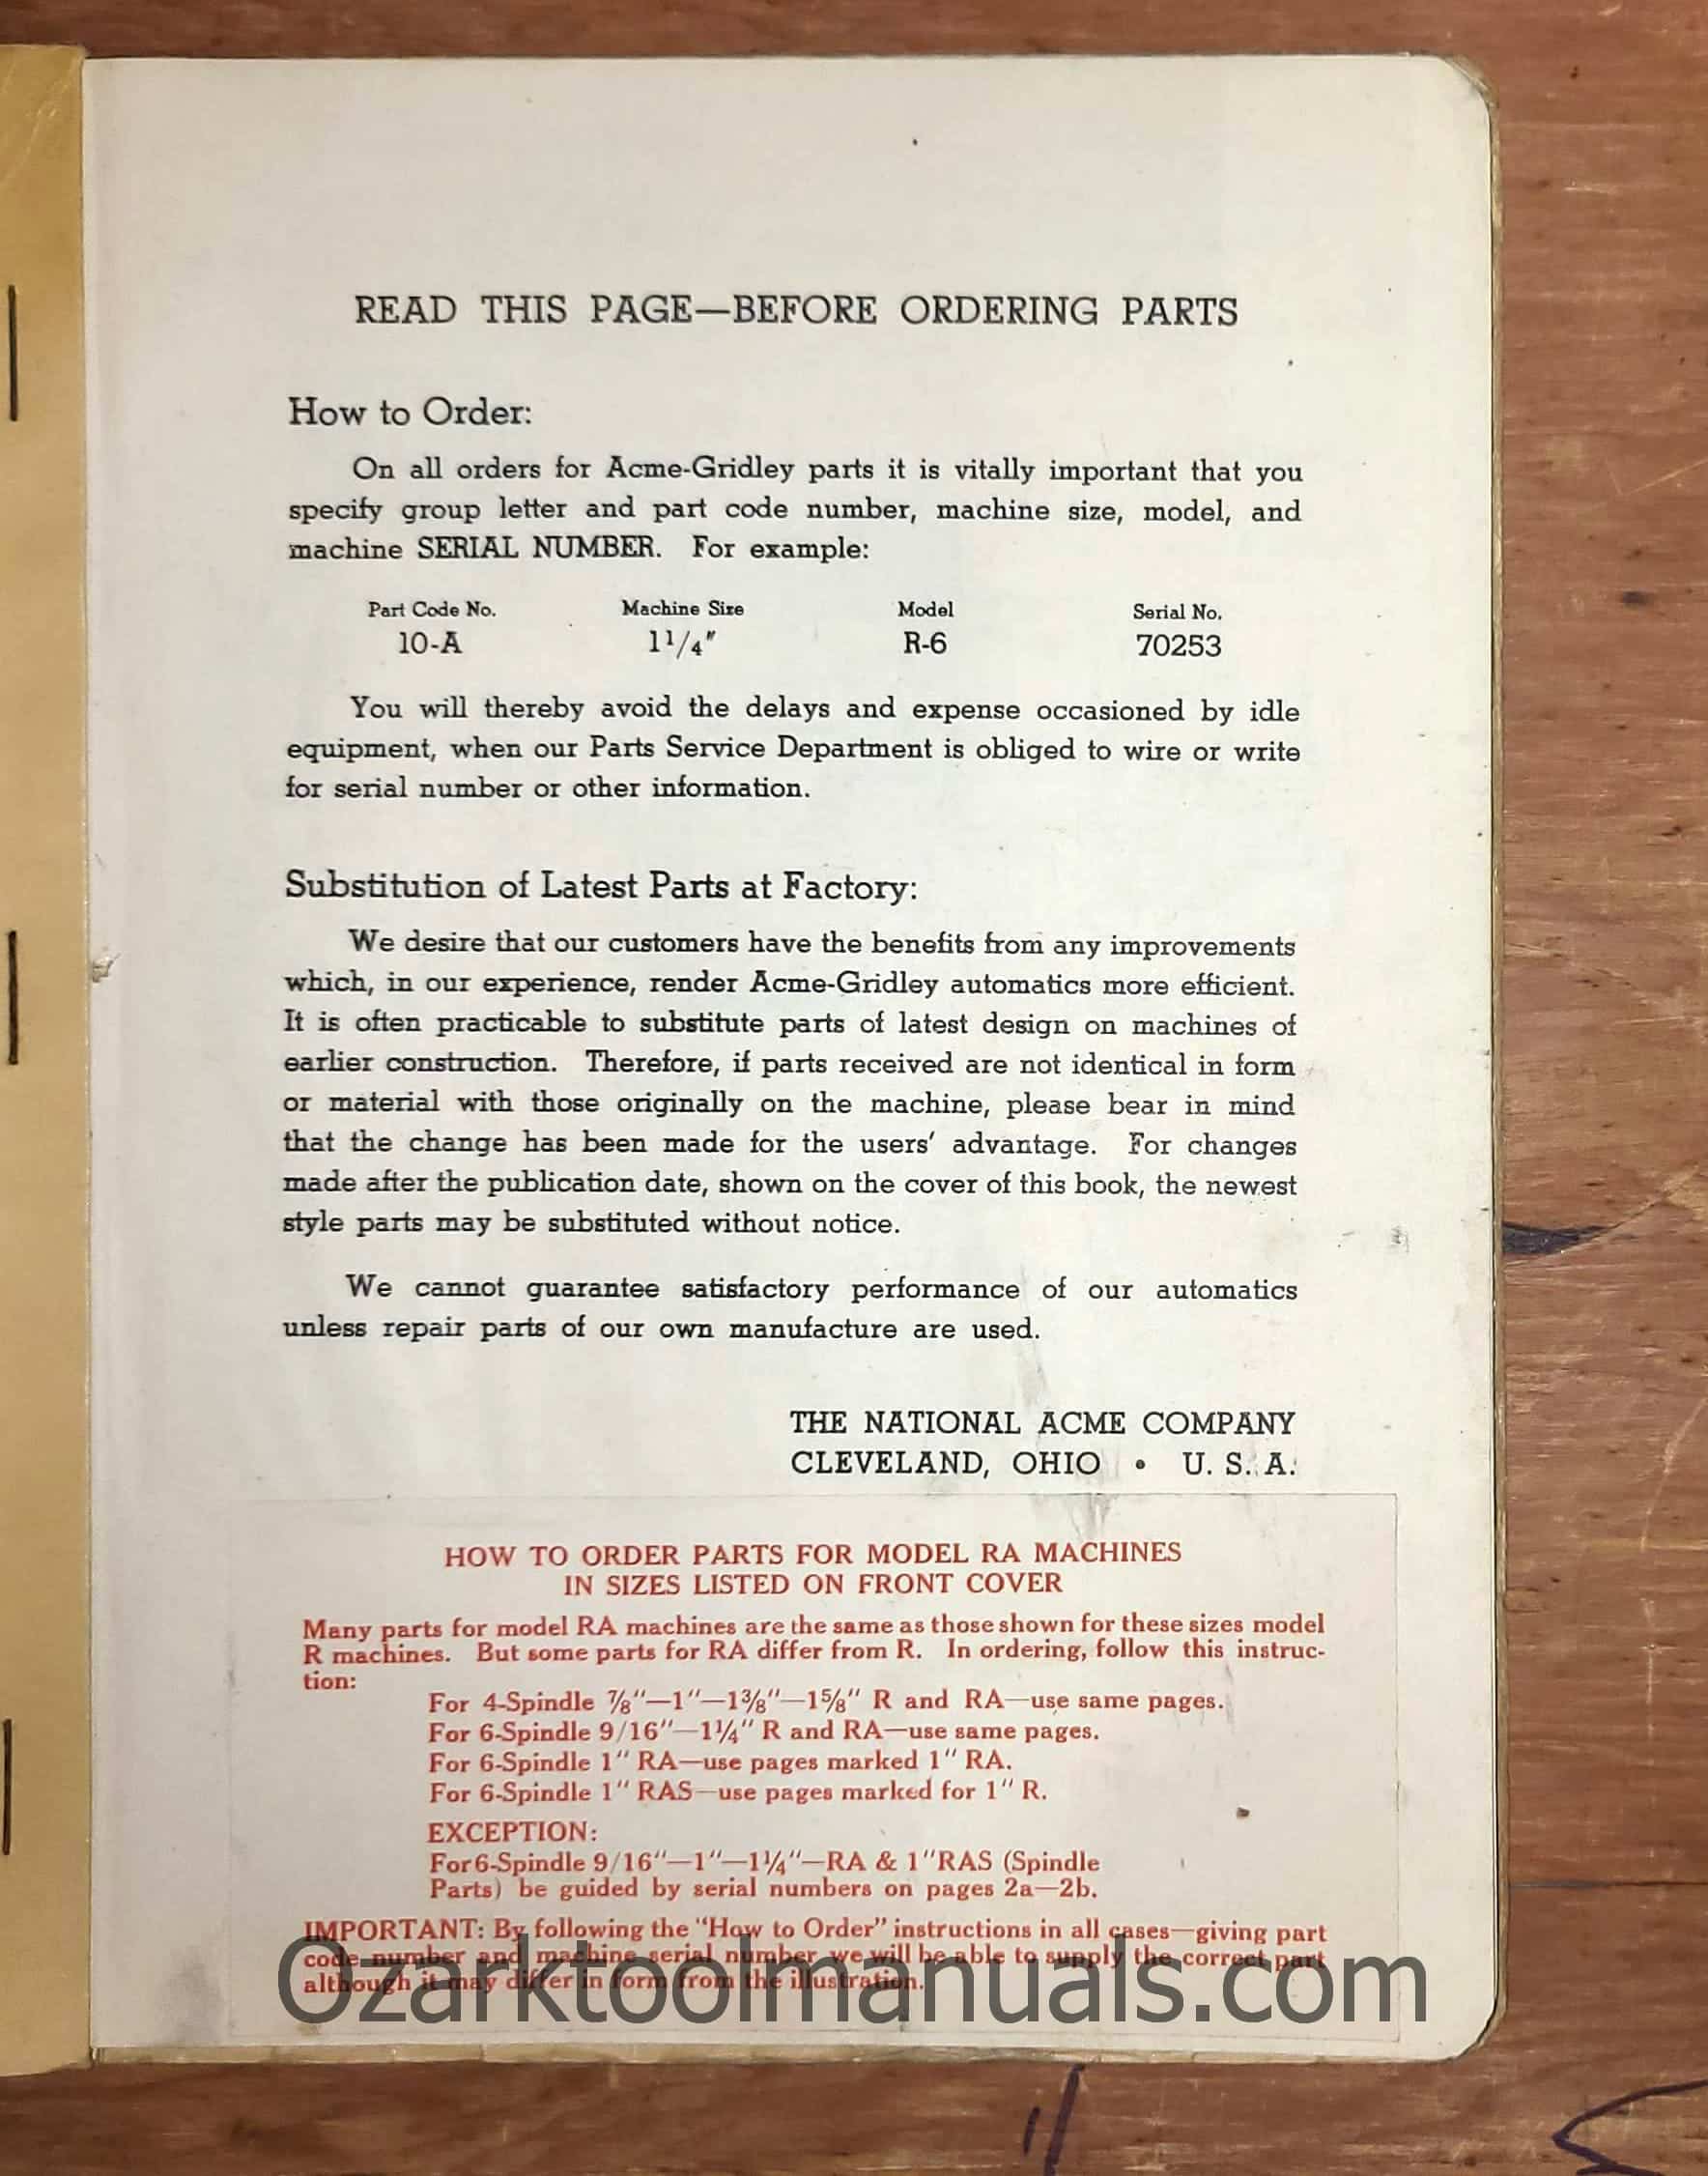 READ THIS PAGE—BEFORE ORDERING PARTS
How to Order:
On all orders for Acme-Gridley parts it is vitally important that you
specify group letter and part code number, machine size, model, and
machine SERIAL NUMBER. For example:
Part Code No. Machine Size Model Serial No.
10-A 1 1/4" R-6 70253
You will thereby avoid the delays and expense occasioned by idle
equipment, when our Parts Service Department is obliged to wire or write
for serial number or other information.
Substitution of Latest Parts at Factory:
We desire that our customers have the benefits from any improvements
which, in our experience, render Acme-Gridley automatics more efficient.
It is often practicable to substitute parts of latest design on machines of
earlier construction. Therefore, if parts received are not identical in form
or material with those originally on the machine, please bear in mind
that the change has been made for the users' advantage. For changes
made after the publication date, shown on the cover of this book, the newest
style parts may be substituted without notice.
We cannot guarantee satisfactory performance of our automatics
unless repair parts of our own manufacture are used.
THE NATIONAL ACME COMPANY
CLEVELAND, OHIO • U. S. A.
HOW TO ORDER PARTS FOR MODEL RA MACHINES
IN SIZES LISTED ON FRONT COVER
Many parts for model RA machines are the same as those shown for these sizes model
R machines. But some parts for RA differ from R. In ordering, follow this instruc-
tion:
For 4-Spindle ⅞"—1"—1⅜"—1⅝" R and RA—use same pages.
For 6-Spindle 9/16"—1¼" R and RA—use same pages.
For 6-Spindle 1" RA—use pages marked 1" RA.
For 6-Spindle 1" RAS—use pages marked for 1" R.
EXCEPTION:
For 6-Spindle 9/16"—1"—1¼"—RA & 1"RAS (Spindle
Parts) be guided by serial numbers on pages 2a—2b.
IMPORTANT: By following the "How to Order" instructions in all cases—giving part
code number and machine serial number we will be able to supply the correct part
although it may differ in form from the illustration.
Ozarktoolmanuals.com